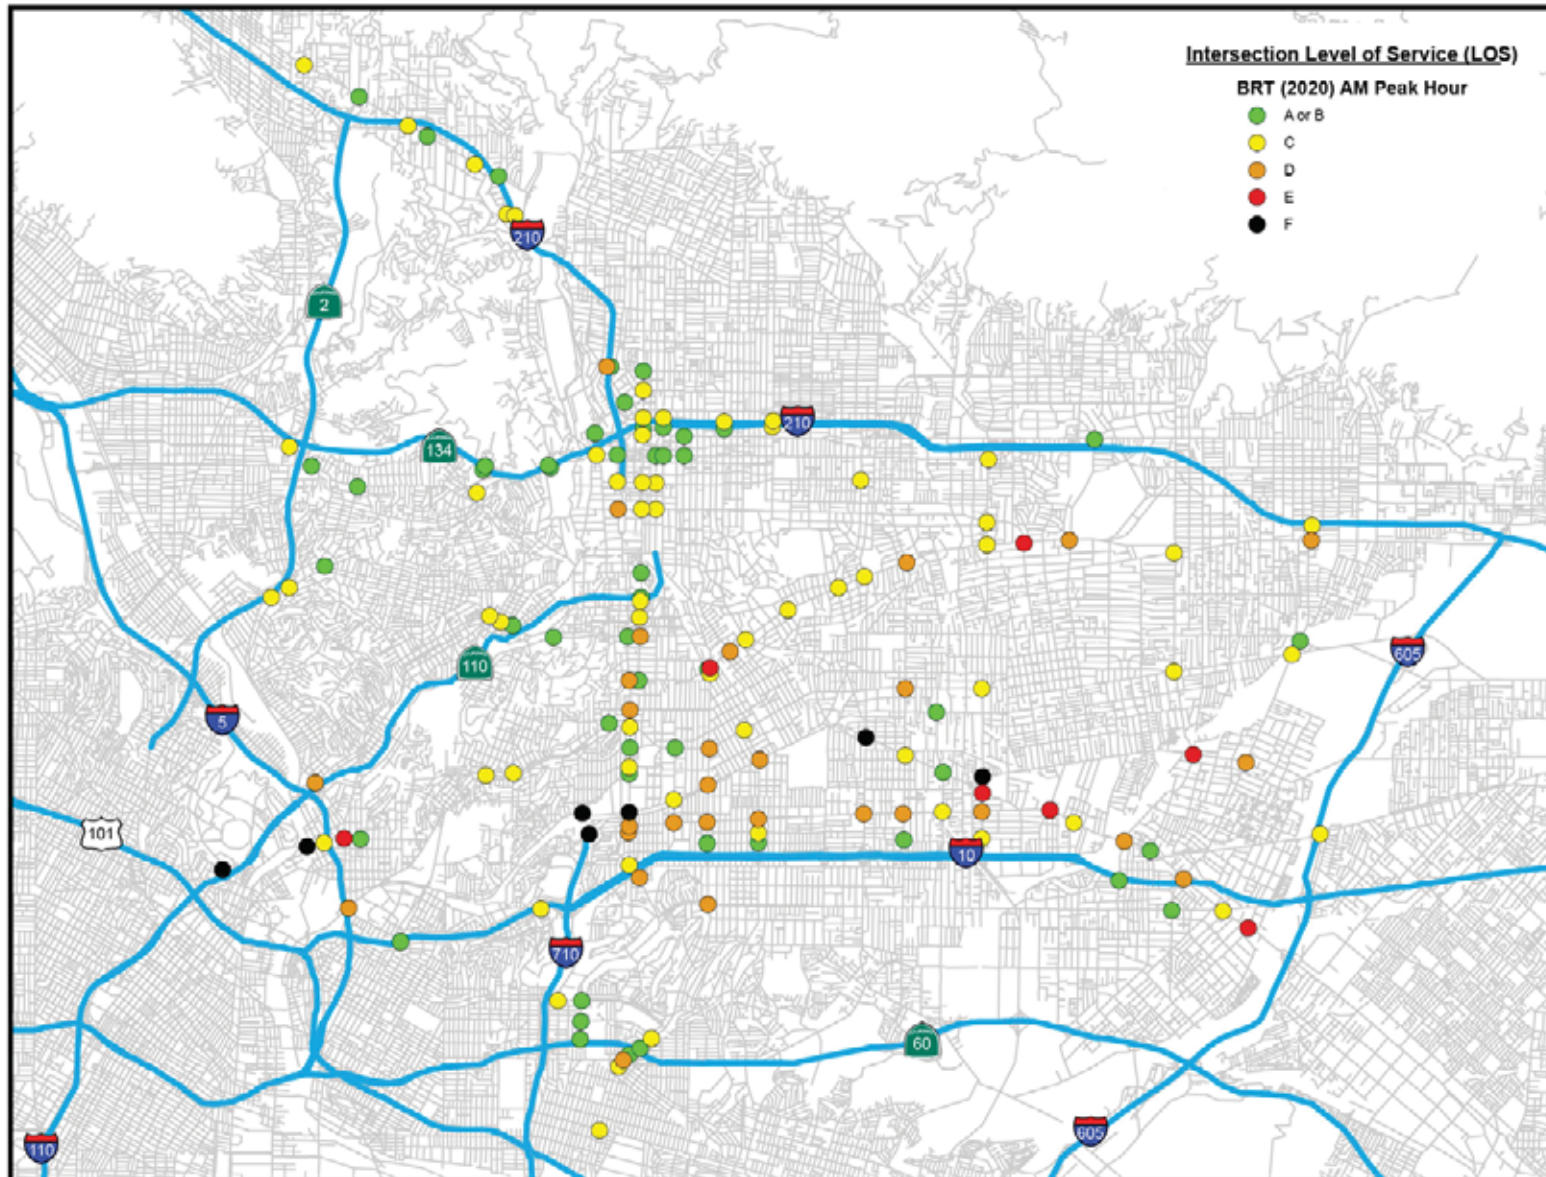 Intersection Level of Service (LOS)
BRT (2020) AM Peak Hour
A or B
C
D
E
F
210
2
134
210
110
5
605
101
10
710
60
605
110